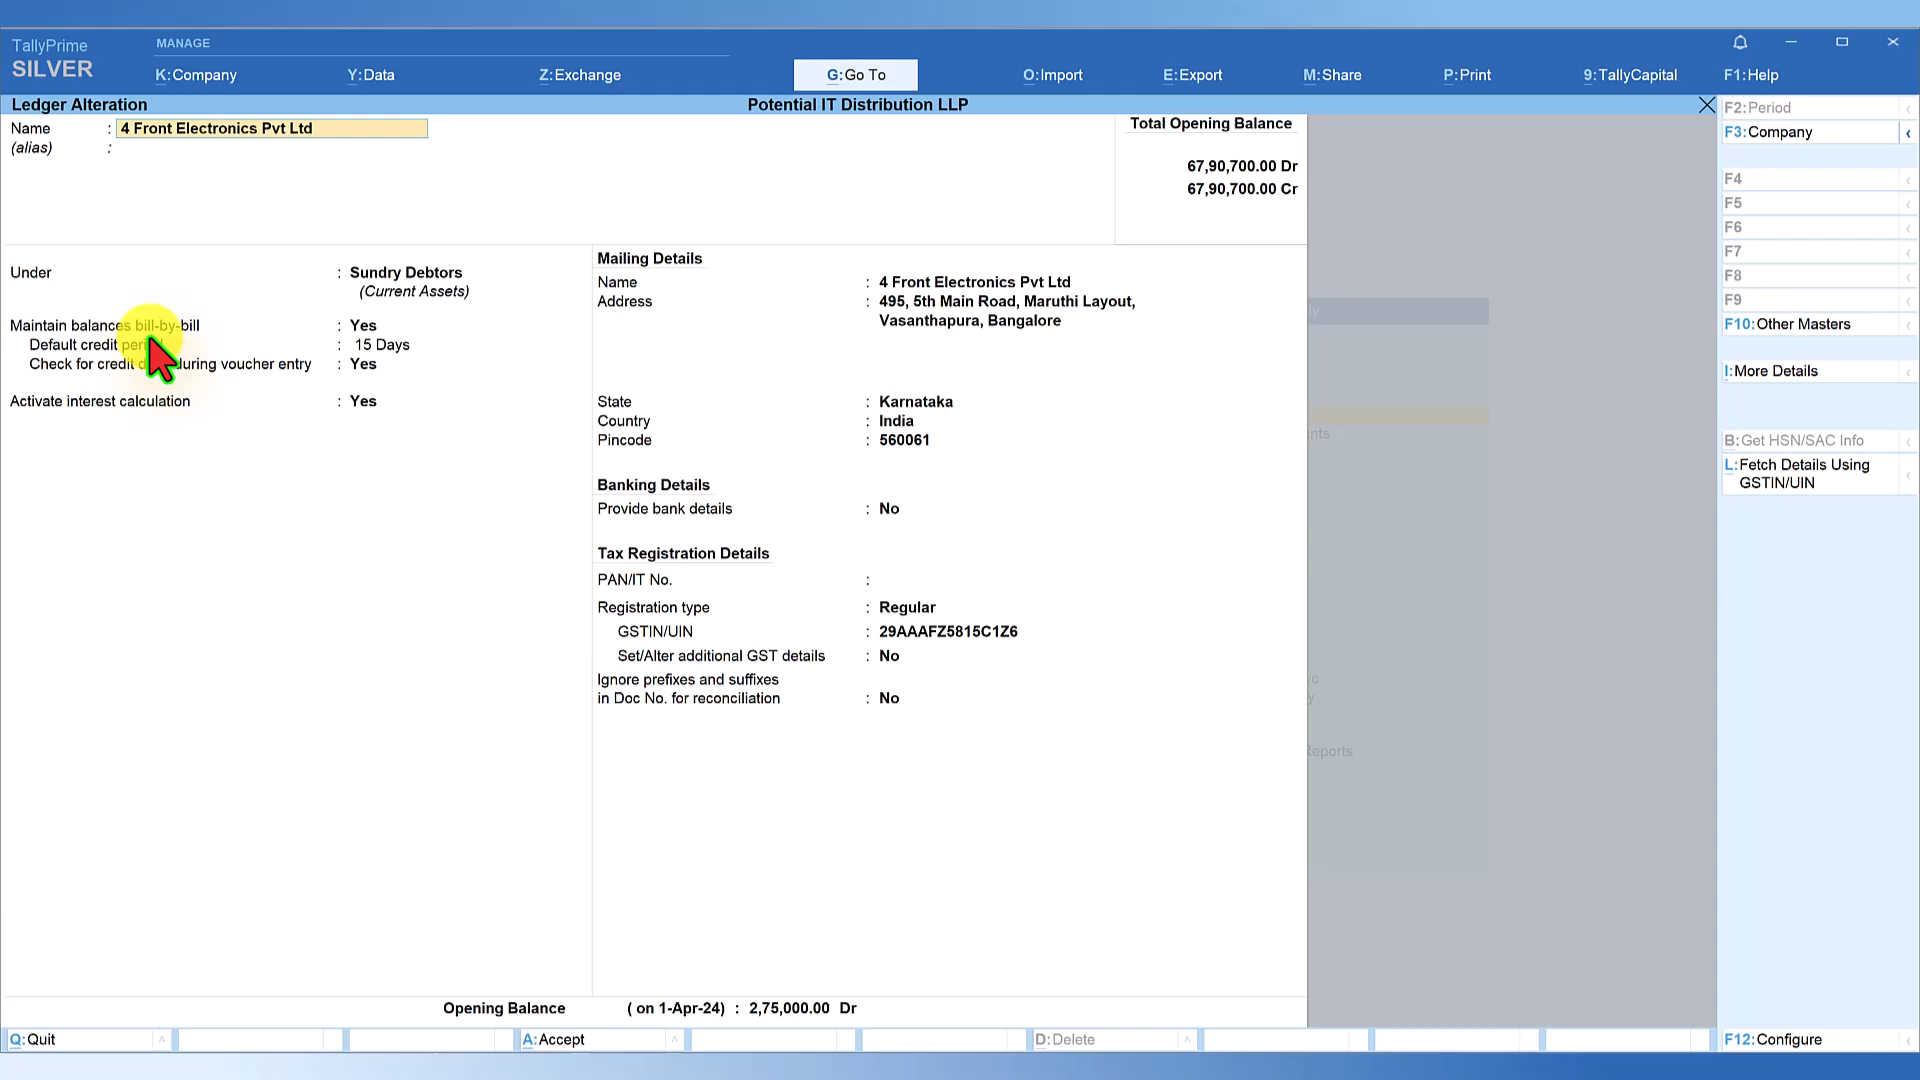 TallyPrime
SILVER
MANAGE
K:Company
Y:Data
Z:Exchange
G:Go To
O:Import
E:Export
M:Share
P:Print
9:TallyCapital
F1:Help
Ledger Alteration
Potential IT Distribution LLP
Name : 4 Front Electronics Pvt Ltd
(alias) :
Total Opening Balance
67,90,700.00 Dr
67,90,700.00 Cr
Under : Sundry Debtors
(Current Assets)
Maintain balances bill-by-bill : Yes
Default credit : 15 Days
Check for credit during voucher entry : Yes
Activate interest calculation : Yes
Mailing Details
Name : 4 Front Electronics Pvt Ltd
Address : 495, 5th Main Road, Maruthi Layout,
Vasanthapura, Bangalore
State : Karnataka
Country : India
Pincode : 560061
Banking Details
Provide bank details : No
Tax Registration Details
PAN/IT No. :
Registration type : Regular
GSTIN/UIN : 29AAAFZ5815C1Z6
Set/Alter additional GST details : No
Ignore prefixes and suffixes
in Doc No. for reconciliation : No
Opening Balance ( on 1-Apr-24) : 2,75,000.00 Dr
Reports
F2:Period
F3:Company
F4
F5
F6
F7
F8
F9
F10:Other Masters
I:More Details
B:Get HSN/SAC Info
L:Fetch Details Using
GSTIN/UIN
Q:Quit
A:Accept
D:Delete
F12:Configure